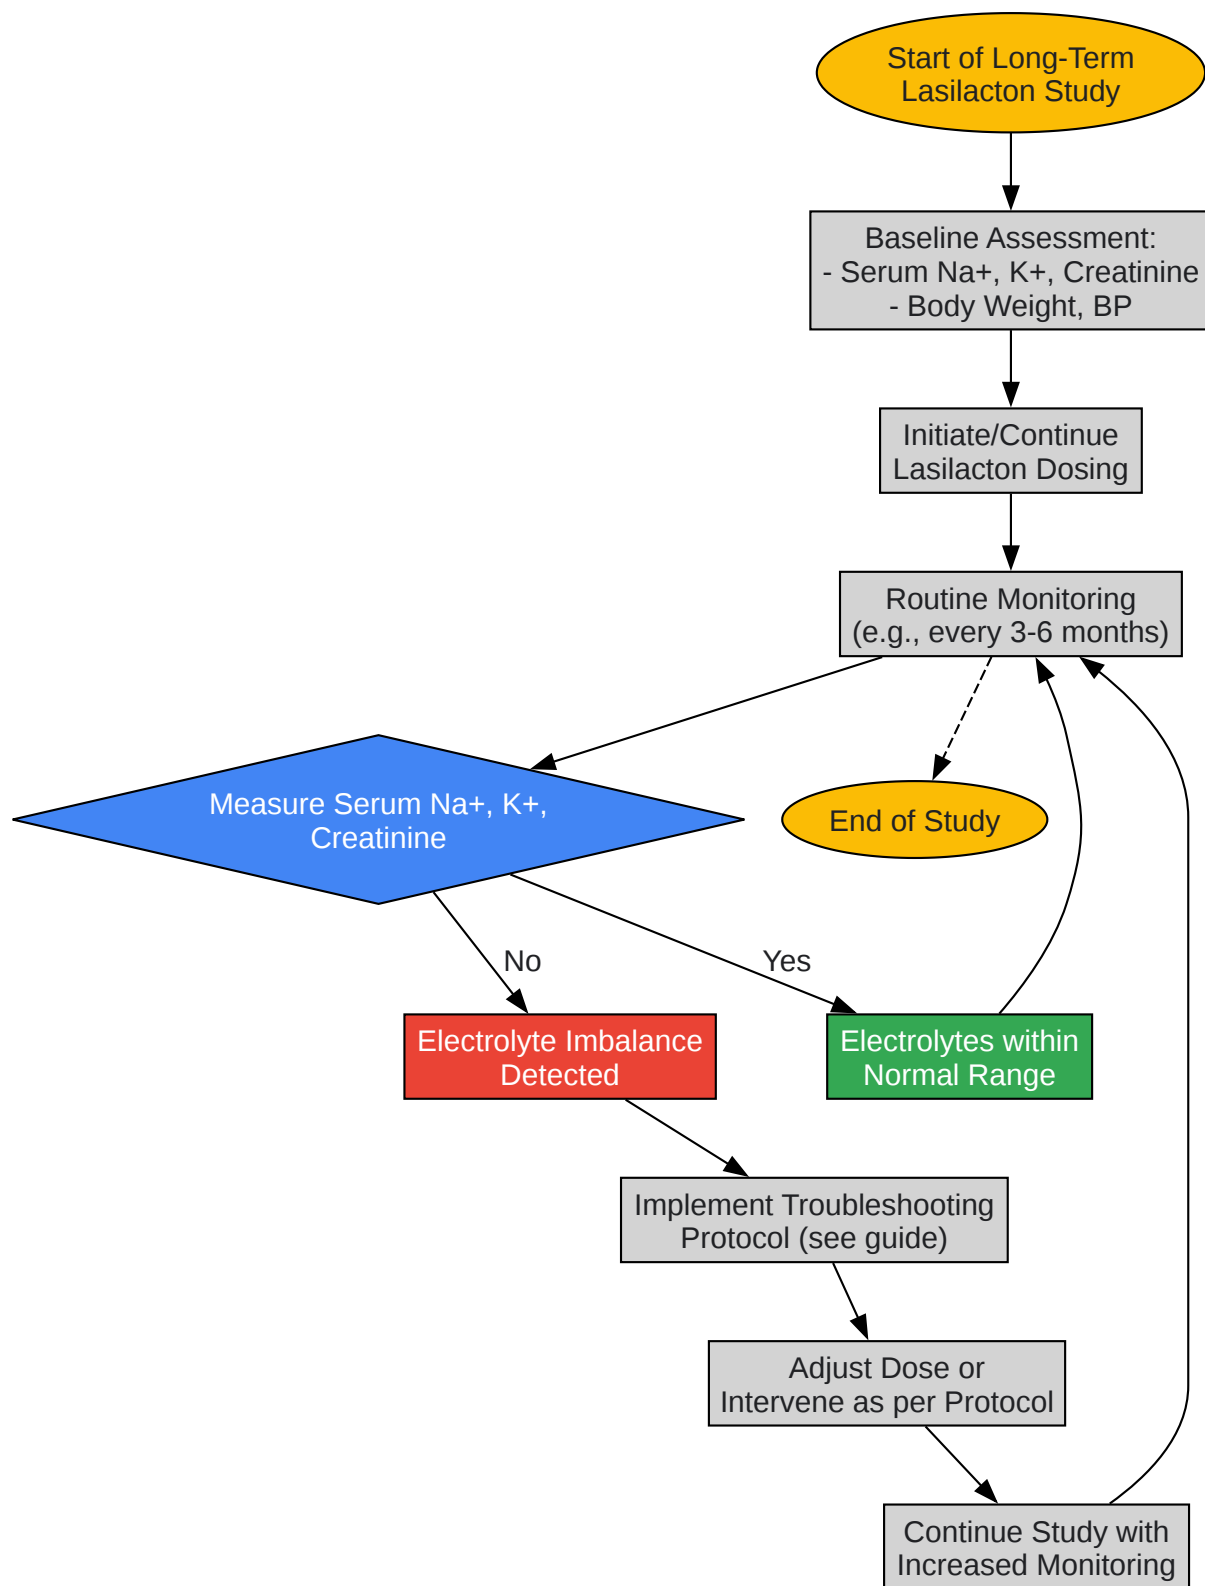 Start of Long-Term
Lasilacton Study
Baseline Assessment:
- Serum Na+, K+, Creatinine
- Body Weight, BP
Initiate/Continue
Lasilacton Dosing
Routine Monitoring
(e.g., every 3-6 months)
Measure Serum Na+, K+,
Creatinine
End of Study
No
Yes
Electrolyte Imbalance
Detected
Electrolytes within
Normal Range
Implement Troubleshooting
Protocol (see guide)
Adjust Dose or
Intervene as per Protocol
Continue Study with
Increased Monitoring